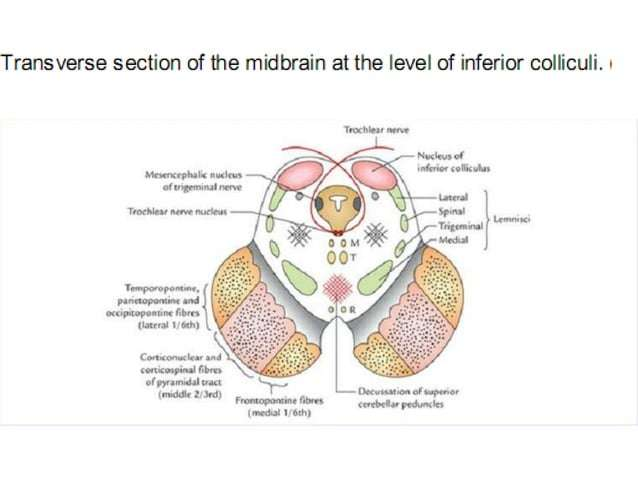 Transverse section of the midbrain at the level of inferior colliculi.
Trochlear nerve
Nucleus of
inferior colliculus
Mesencephalic nucleus
of trigeminal nerve
Lateral
Trochlear nerve nucleus
Spinal
Lemnisci
Trigeminal
Medial
T
M
T
R
Temporopontine,
parietopontine and
occipitopontine fibres
(lateral 1/6th)
Corticonuclear and
corticospinal fibres
of pyramidal tract
(middle 2/3rd)
Frontopontine fibres
(medial 1/6th)
Decussation of superior
cerebellar peduncles